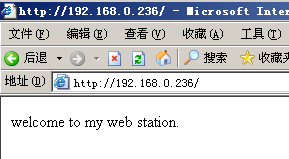 http://192.168.0.236/ - Microsoft Inter
文件(F) 编辑(E) 查看(V) 收藏(A) 工具(T)
后退 搜索 收藏夹
地址(D) http://192.168.0.236/
welcome to my web station.